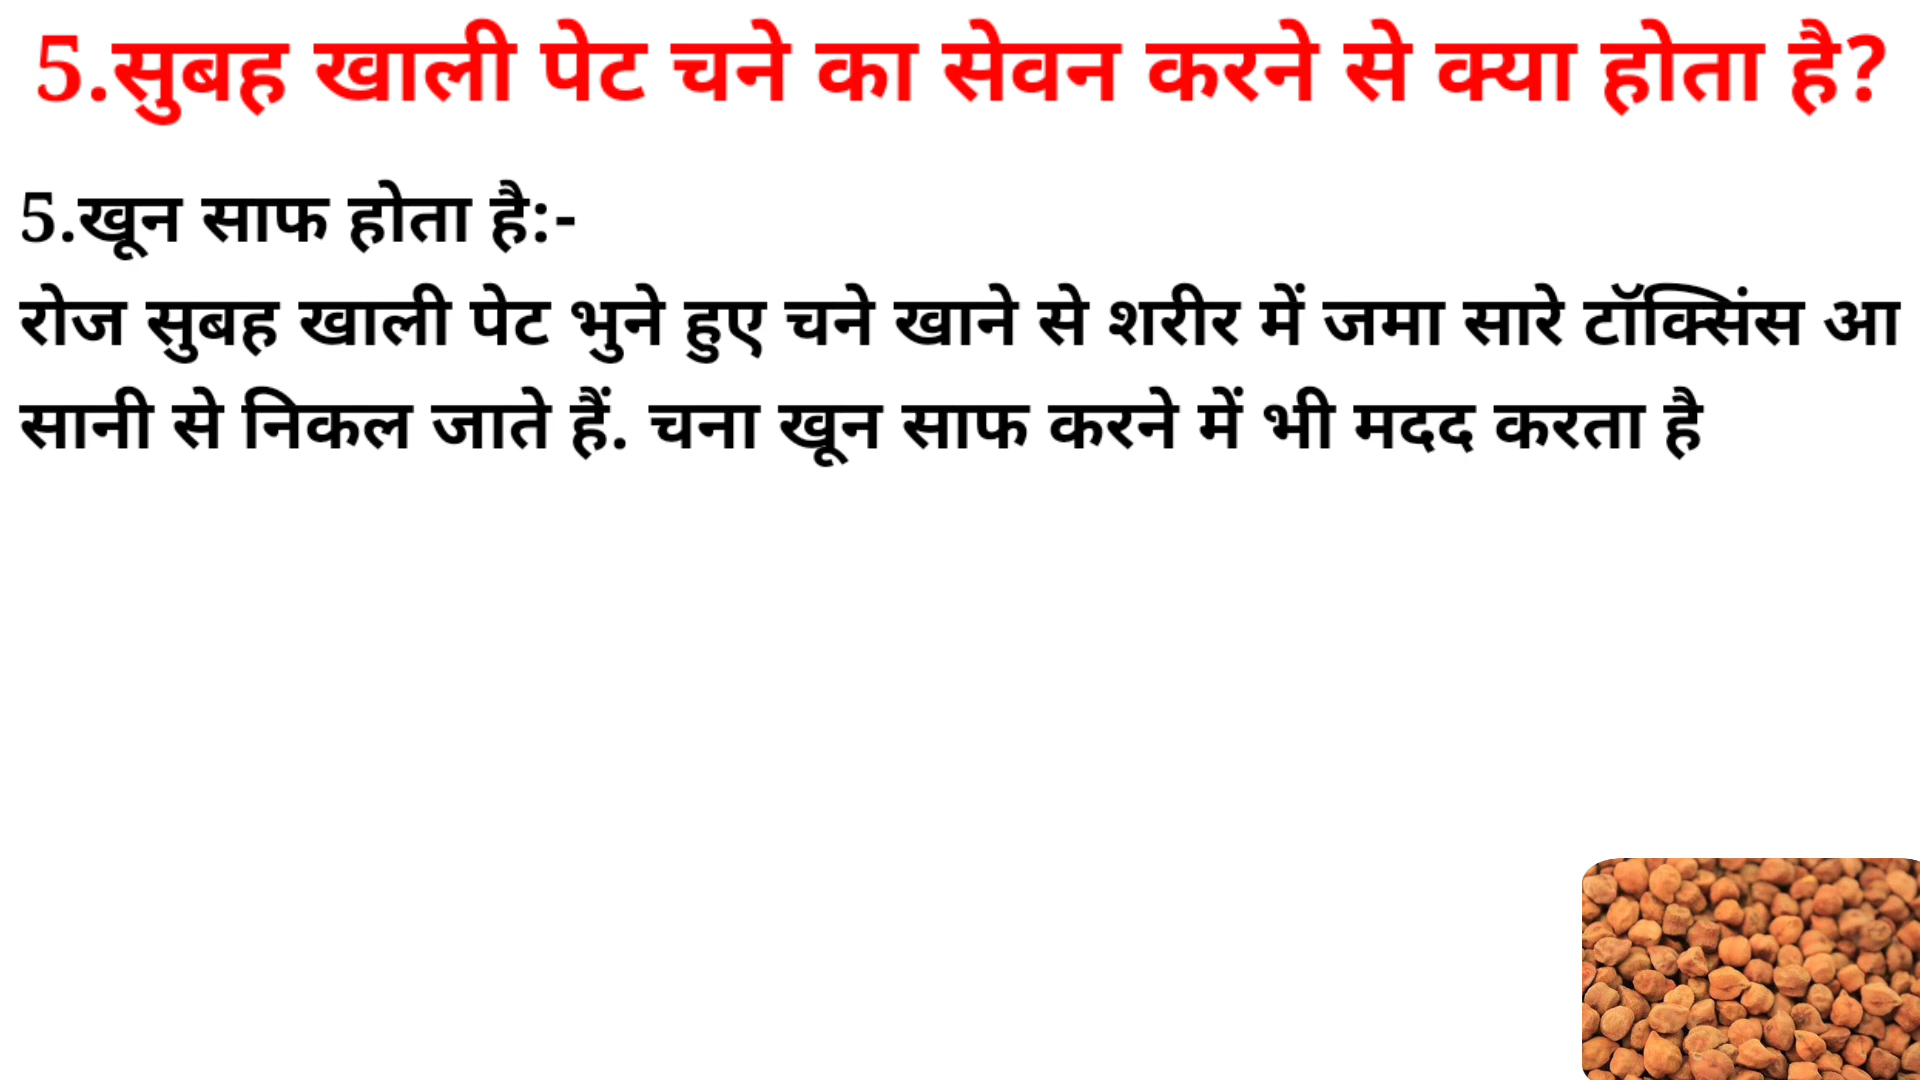 5.सुबह खाली पेट चने का सेवन करने से क्या होता है?
5.खून साफ होता है:-
रोज सुबह खाली पेट भुने हुए चने खाने से शरीर में जमा सारे टॉक्सिंस आ
सानी से निकल जाते हैं. चना खून साफ करने में भी मदद करता है